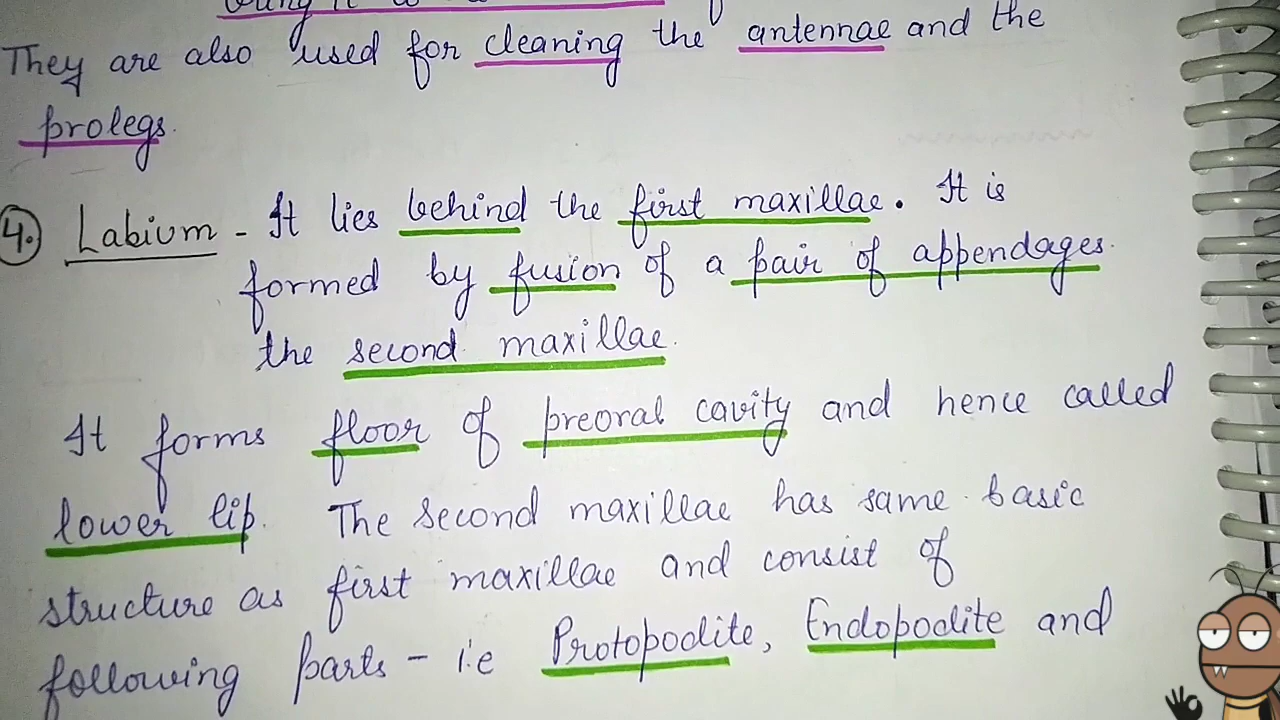 They are also used for cleaning the antennae and the
prolegs.
4. Labium - It lies behind the first maxillae. It is
formed by fusion of a pair of appendages.
the second maxillae.
It forms floor of preoral cavity and hence called
lower lip. The second maxillae has same basic
structure as first maxillae and consist of
following parts - i.e Protopodite, Endopodite and